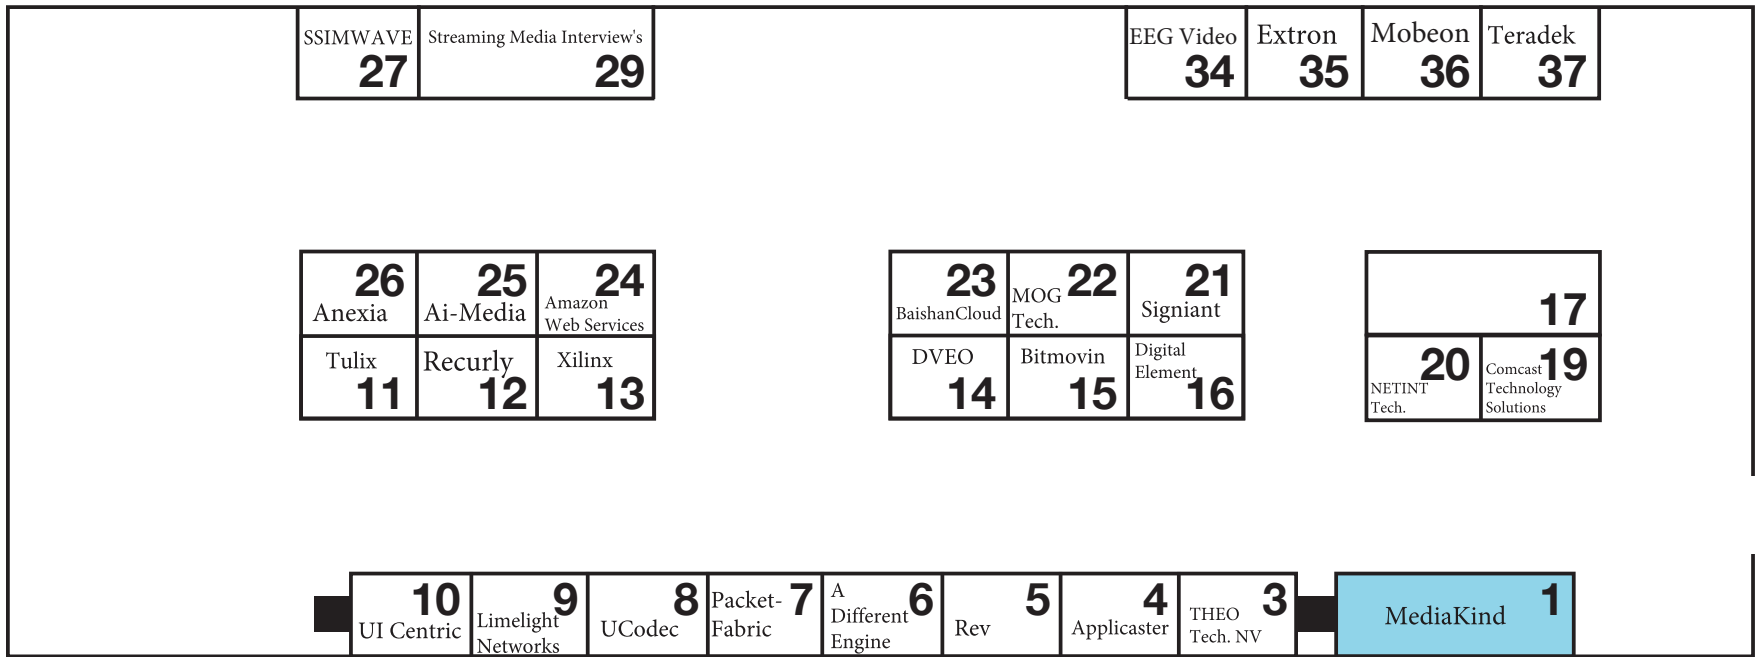 SSIMWAVE
27
Streaming Media Interview's
29
EEG Video
34
Extron
35
Mobeon
36
Teradek
37
26
Anexia
25
Ai-Media
24
Amazon
Web Services
Tulix
11
Recurly
12
Xilinx
13
23
BaishanCloud
22
MOG
Tech.
21
Signiant
DVEO
14
Bitmovin
15
Digital
Element
16
17
20
NETINT
Tech.
19
Comcast
Technology
Solutions
10
UI Centric
9
Limelight
Networks
8
UCodec
7
Packet-
Fabric
6
A
Different
Engine
5
Rev
4
Applicaster
3
THEO
Tech. NV
1
MediaKind